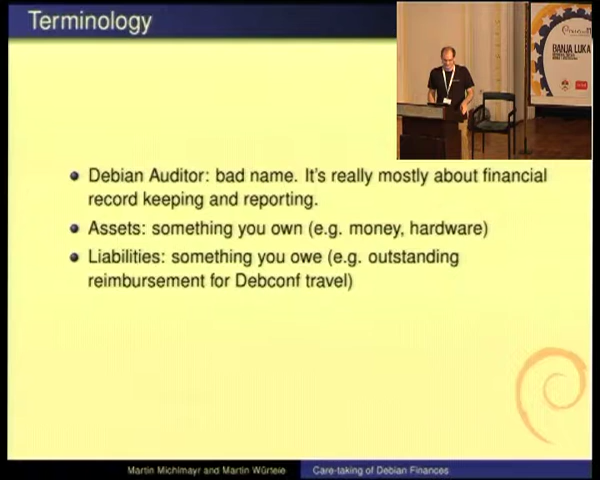 Terminology
BANJA LUKA
Debian Auditor: bad name. It's really mostly about financial
record keeping and reporting.
Assets: something you own (e.g. money, hardware)
Liabilities: something you owe (e.g. outstanding
reimbursement for Debconf travel)
Martin Michlmayr and Martin Würtele Care-taking of Debian Finances